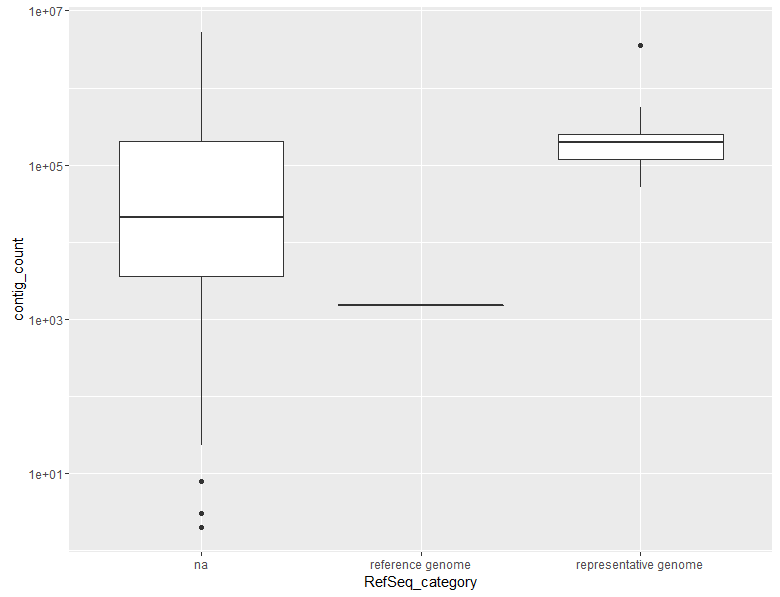 1e+07
1e+05
1e+03
1e+01
contig_count
na
reference genome
representative genome
RefSeq_category